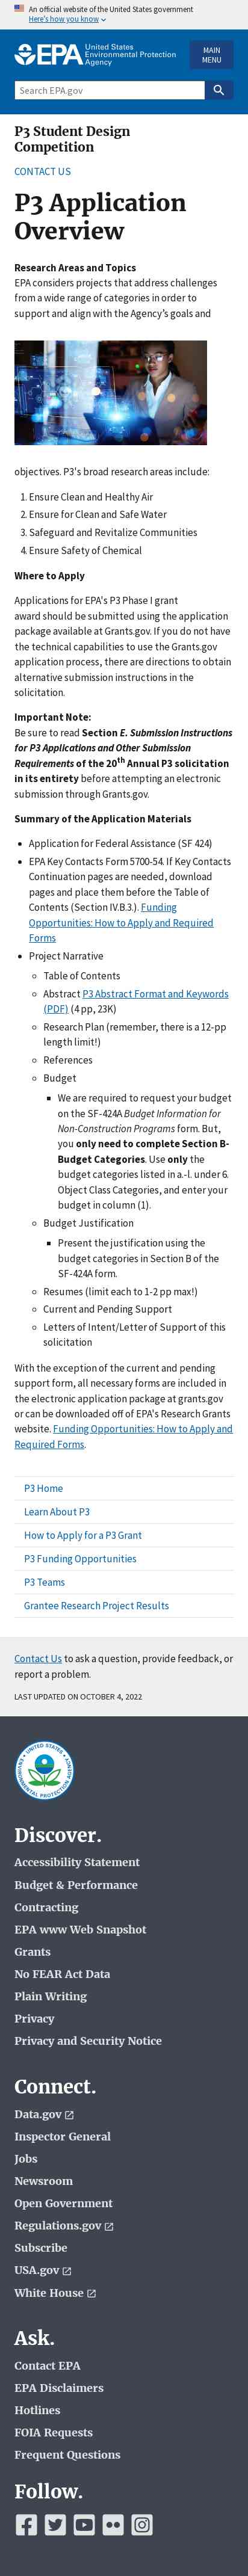 An official website of the United States government
Here's how you know
EPA United States
Environmental Protection
Agency
MAIN
MENU
Search EPA.gov
P3 Student Design
Competition
CONTACT US
P3 Application
Overview
Research Areas and Topics
EPA considers projects that address challenges
from a wide range of categories in order to
support and align with the Agency’s goals and
objectives. P3's broad research areas include:
1. Ensure Clean and Healthy Air
2. Ensure for Clean and Safe Water
3. Safeguard and Revitalize Communities
4. Ensure Safety of Chemical
Where to Apply
Applications for EPA's P3 Phase I grant
award should be submitted using the application
available at Grants.gov. If you do not have
the technical capabilities to use the Grants.gov
application process, there are directions to obtain
alternative submission instructions in the
solicitation.
Important Note:
Be sure to read Section E. Submission Instructions
for P3 Applications and Other Submission
Requirements of the 20th Annual P3 solicitation
in its entirety before attempting an electronic
submission through Grants.gov.
Summary of the Application Materials
• Application for Federal Assistance (SF 424)
• EPA Key Contacts Form 5700-54. If Key Contacts
Continuation pages are needed, download
pages and place them before the Table of
Contents (Section IV.B.3.). Funding
Opportunities: How to Apply and Required
Forms
• Project Narrative
◦ Table of Contents
◦ Abstract P3 Abstract Format and Keywords
(PDF) (4 pp, 23K)
◦ Research Plan (remember, there is a 12-pp
length limit!)
◦ References
◦ Budget
▪ We are required to request your budget
on the SF-424A Budget Information for
Non-Construction Programs form. But,
you only need to complete Section B-
Budget Categories. Use only the
budget categories listed in a.-l. under 6.
Object Class Categories, and enter your
budget in column (1).
◦ Budget Justification
▪ Present the justification using the
budget categories in Section B of the
SF-424A form.
◦ Resumes (limit each to 1-2 pp max!)
◦ Current and Pending Support
◦ Letters of Intent/Letter of Support of this
solicitation
With the exception of the current and pending
support form, all necessary forms are included in
the electronic application package at grants.gov
or can be downloaded off of EPA's Research Grants
website. Funding Opportunities: How to Apply and
Required Forms.
P3 Home
Learn About P3
How to Apply for a P3 Grant
P3 Funding Opportunities
P3 Teams
Grantee Research Project Results
Contact Us to ask a question, provide feedback, or
report a problem.
LAST UPDATED ON OCTOBER 4, 2022
UNITED STATES
ENVIRONMENTAL PROTECTION AGENCY
Discover.
Accessibility Statement
Budget & Performance
Contracting
EPA www Web Snapshot
Grants
No FEAR Act Data
Plain Writing
Privacy
Privacy and Security Notice
Connect.
Data.gov
Inspector General
Jobs
Newsroom
Open Government
Regulations.gov
Subscribe
USA.gov
White House
Ask.
Contact EPA
EPA Disclaimers
Hotlines
FOIA Requests
Frequent Questions
Follow.